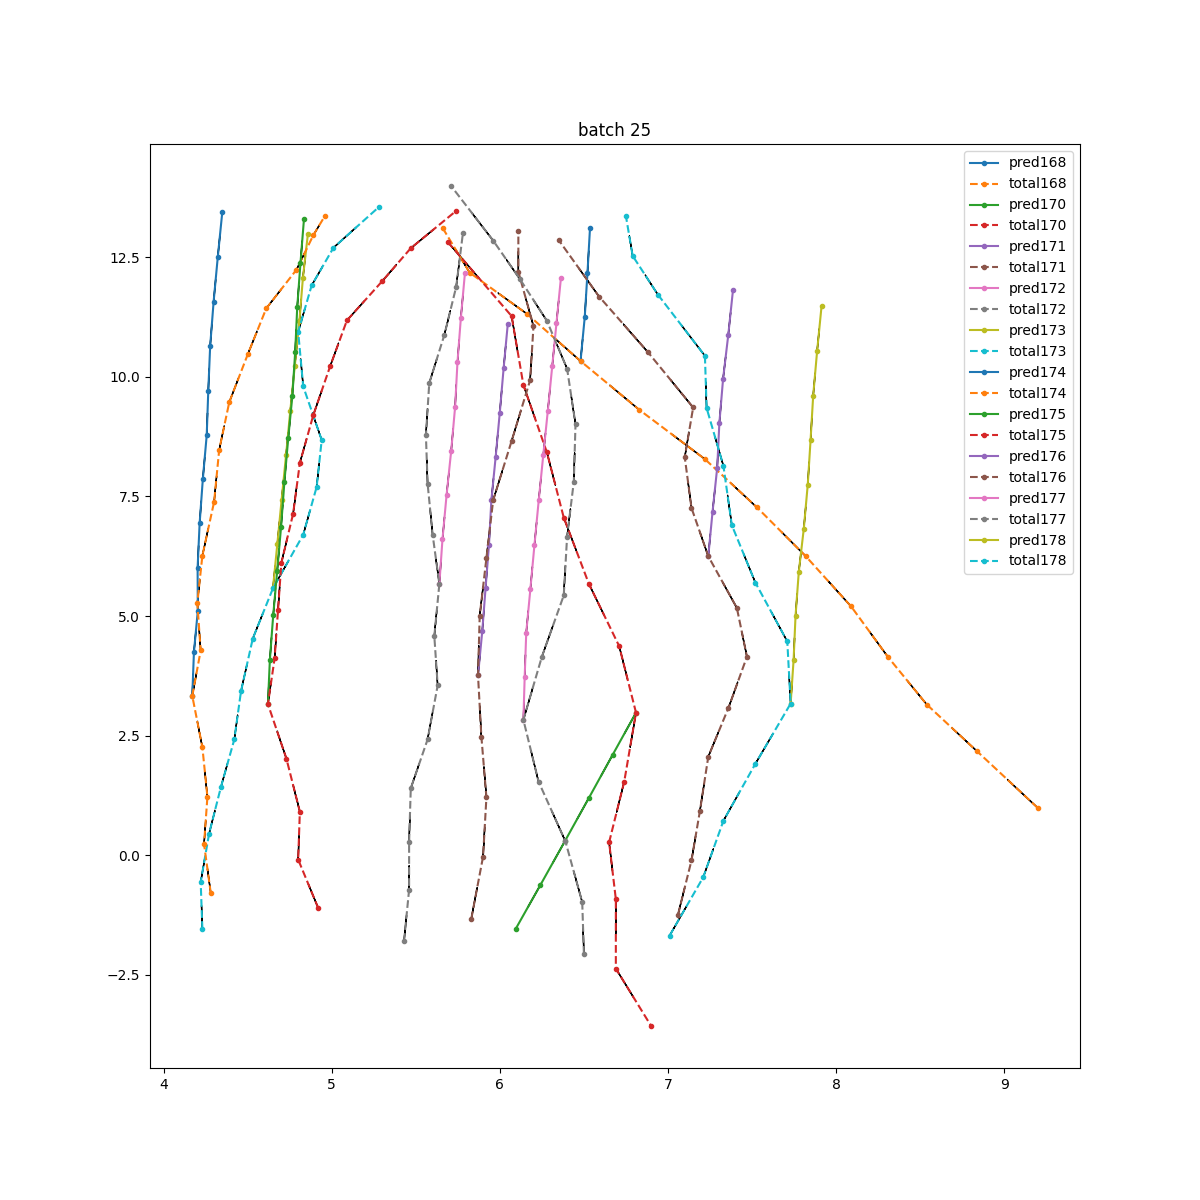 batch 25
pred168
total168
pred170
total170
pred171
total171
pred172
total172
pred173
total173
pred174
total174
pred175
total175
pred176
total176
pred177
total177
pred178
total178
12.5
10.0
7.5
5.0
2.5
0.0
−2.5
4 5 6 7 8 9